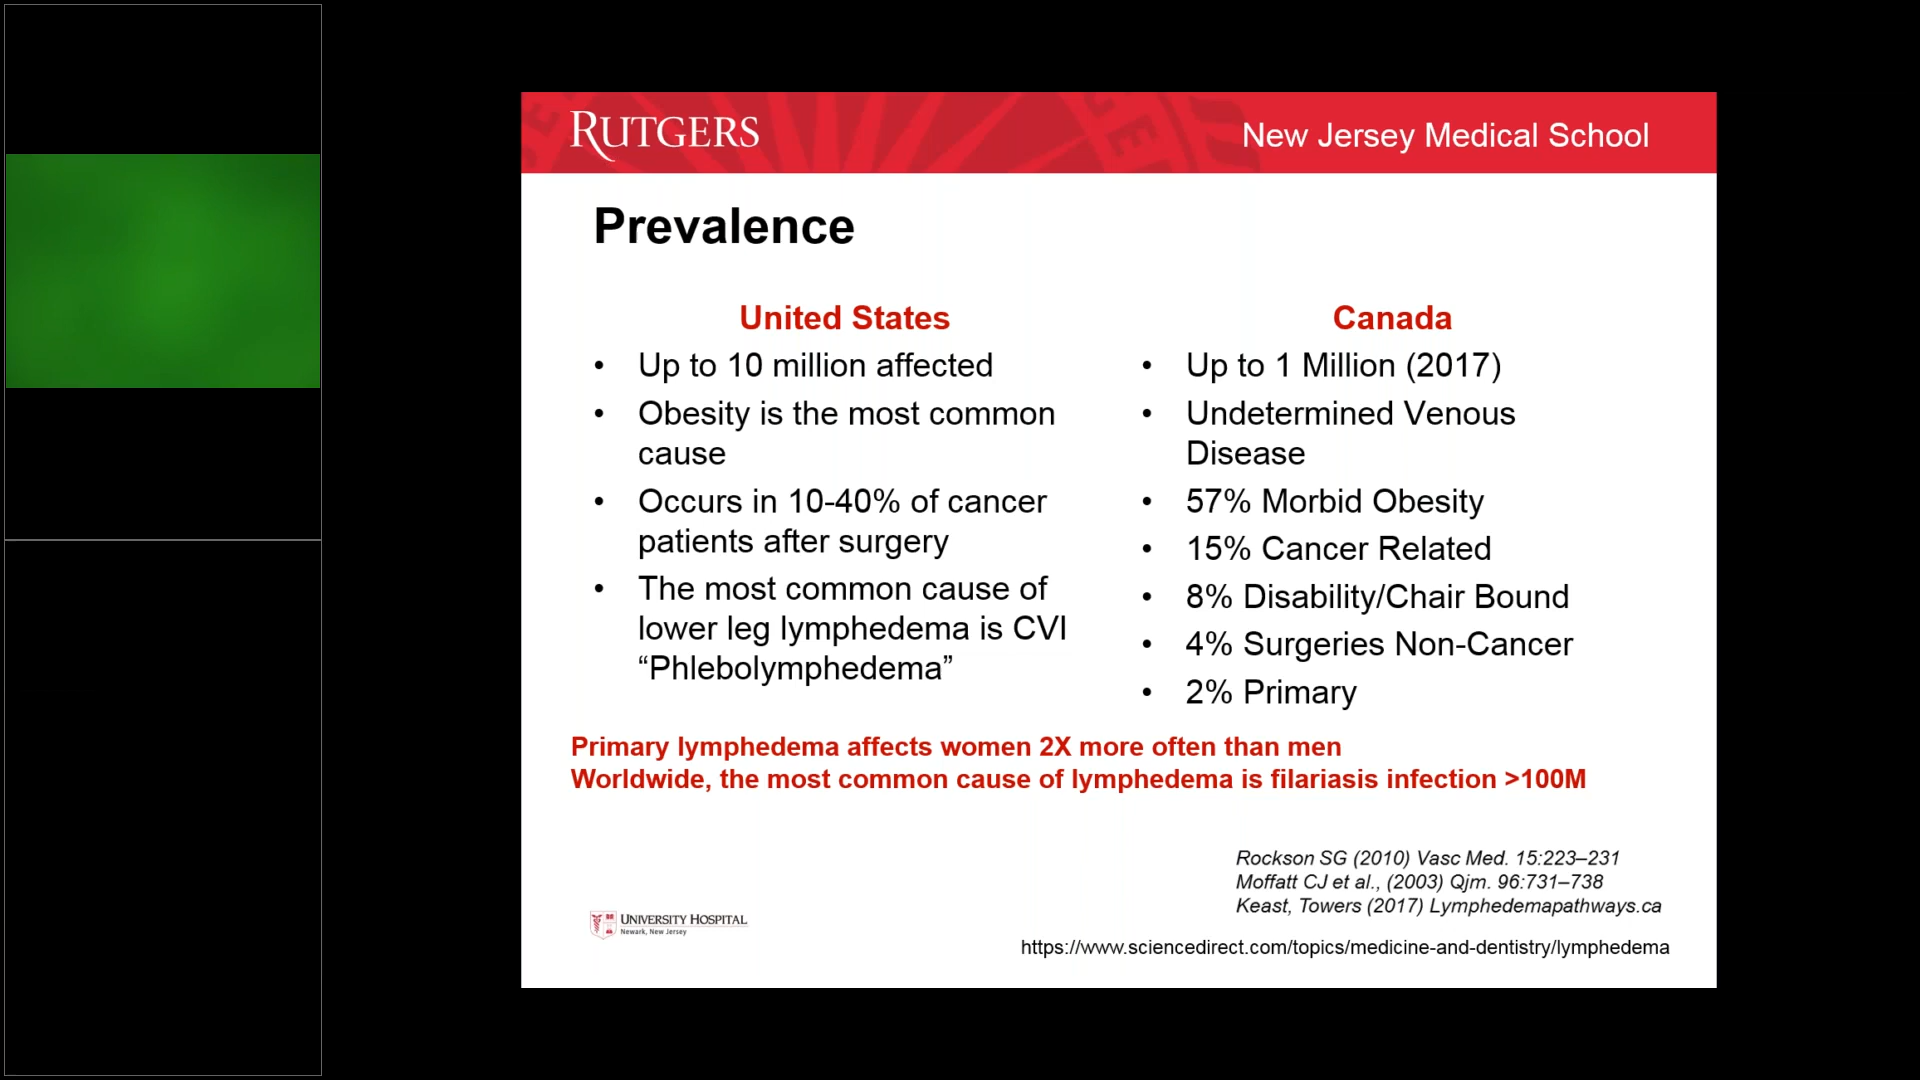 RUTGERS
New Jersey Medical School
Prevalence
United States
• Up to 10 million affected
• Obesity is the most common
cause
• Occurs in 10-40% of cancer
patients after surgery
• The most common cause of
lower leg lymphedema is CVI
“Phlebolymphedema”
Canada
• Up to 1 Million (2017)
• Undetermined Venous
Disease
• 57% Morbid Obesity
• 15% Cancer Related
• 8% Disability/Chair Bound
• 4% Surgeries Non-Cancer
• 2% Primary
Primary lymphedema affects women 2X more often than men
Worldwide, the most common cause of lymphedema is filariasis infection >100M
Rockson SG (2010) Vasc Med. 15:223–231
Moffatt CJ et al., (2003) Qjm. 96:731–738
Keast, Towers (2017) Lymphedemapathways.ca
UNIVERSITY HOSPITAL
Newark, New Jersey
https://www.sciencedirect.com/topics/medicine-and-dentistry/lymphedema